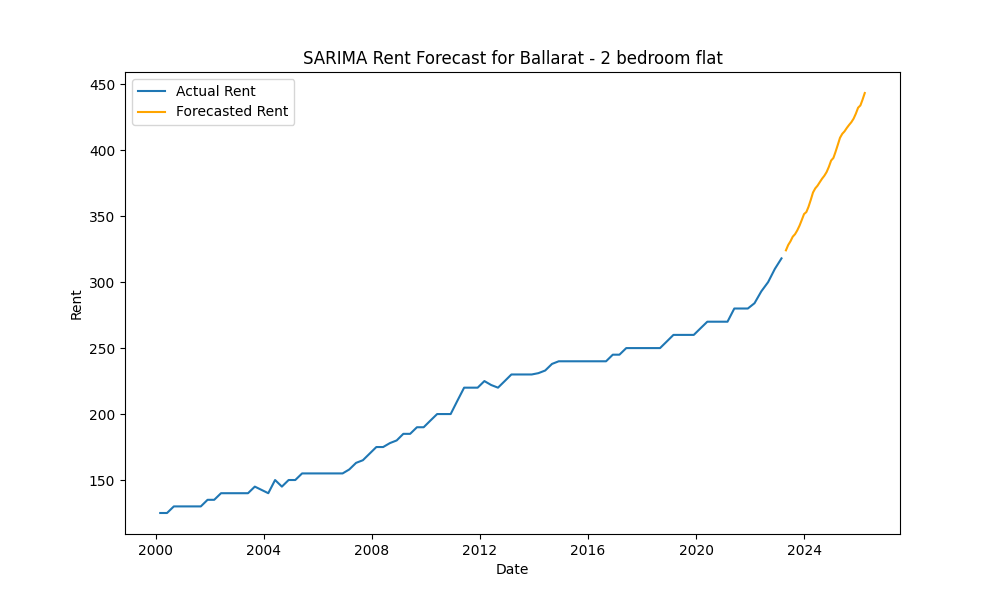 SARIMA Rent Forecast for Ballarat - 2 bedroom flat
Actual Rent
Forecasted Rent
450
400
350
300
250
200
150
Rent
2000 2004 2008 2012 2016 2020 2024
Date